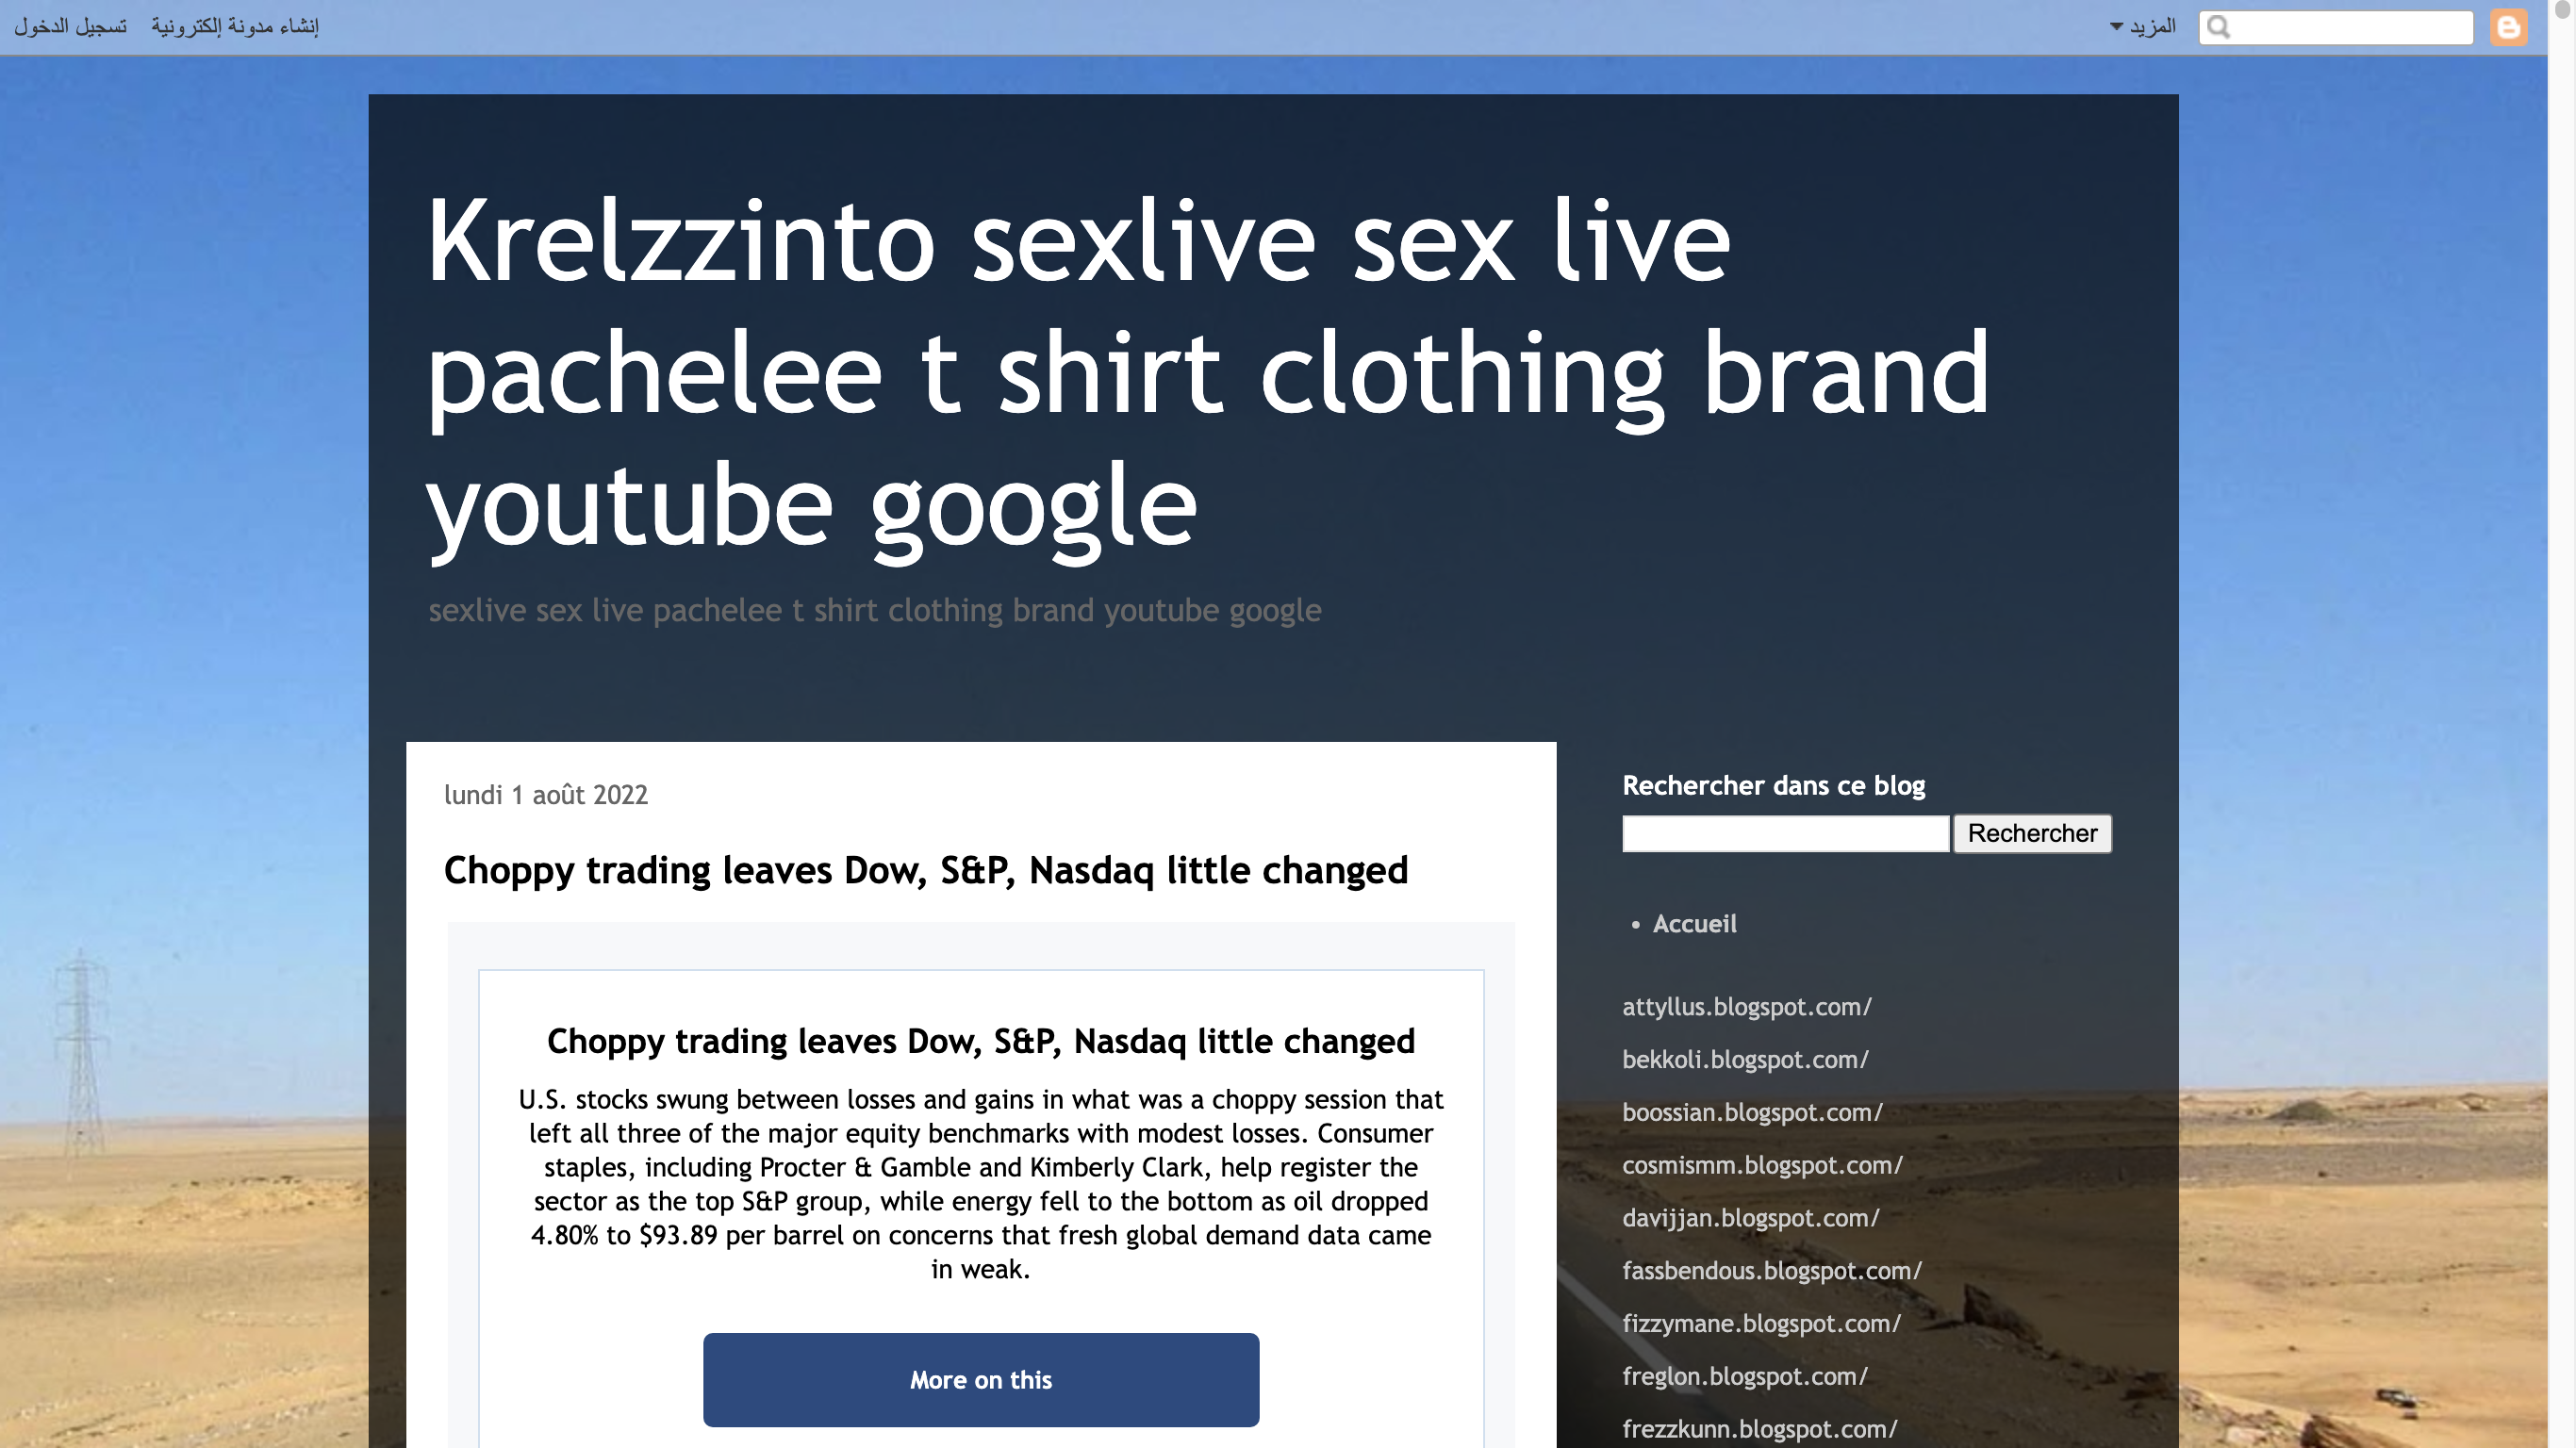 تسجيل الدخول
إنشاء مدونة إلكترونية
المزيد
Krelzzinto sexlive sex live
pachelee t shirt clothing brand
youtube google
sexlive sex live pachelee t shirt clothing brand youtube google
lundi 1 août 2022
Choppy trading leaves Dow, S&P, Nasdaq little changed
Choppy trading leaves Dow, S&P, Nasdaq little changed
U.S. stocks swung between losses and gains in what was a choppy session that
left all three of the major equity benchmarks with modest losses. Consumer
staples, including Procter & Gamble and Kimberly Clark, help register the
sector as the top S&P group, while energy fell to the bottom as oil dropped
4.80% to $93.89 per barrel on concerns that fresh global demand data came
in weak.
More on this
Rechercher dans ce blog
Rechercher
• Accueil
attyllus.blogspot.com/
bekkoli.blogspot.com/
boossian.blogspot.com/
cosmismm.blogspot.com/
davijjan.blogspot.com/
fassbendous.blogspot.com/
fizzymane.blogspot.com/
freglon.blogspot.com/
frezzkunn.blogspot.com/